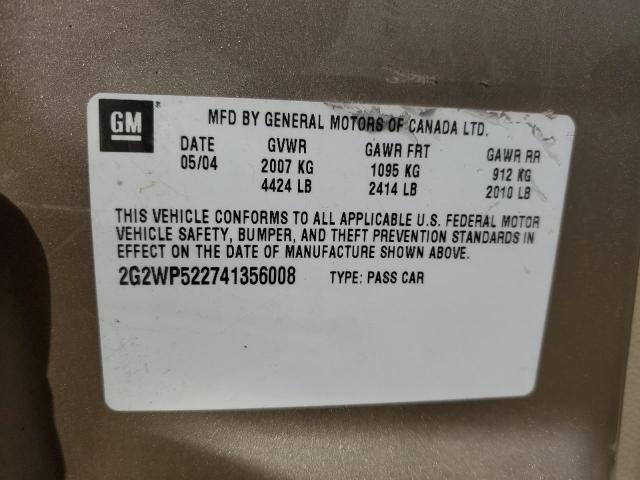 GM
MFD BY GENERAL MOTORS OF CANADA LTD.
DATE GVWR GAWR FRT GAWR RR
05/04 2007 KG 1095 KG 912 KG
4424 LB 2414 LB 2010 LB
THIS VEHICLE CONFORMS TO ALL APPLICABLE U.S. FEDERAL MOTOR
VEHICLE SAFETY, BUMPER, AND THEFT PREVENTION STANDARDS IN
EFFECT ON THE DATE OF MANUFACTURE SHOWN ABOVE.
2G2WP522741356008 TYPE: PASS CAR